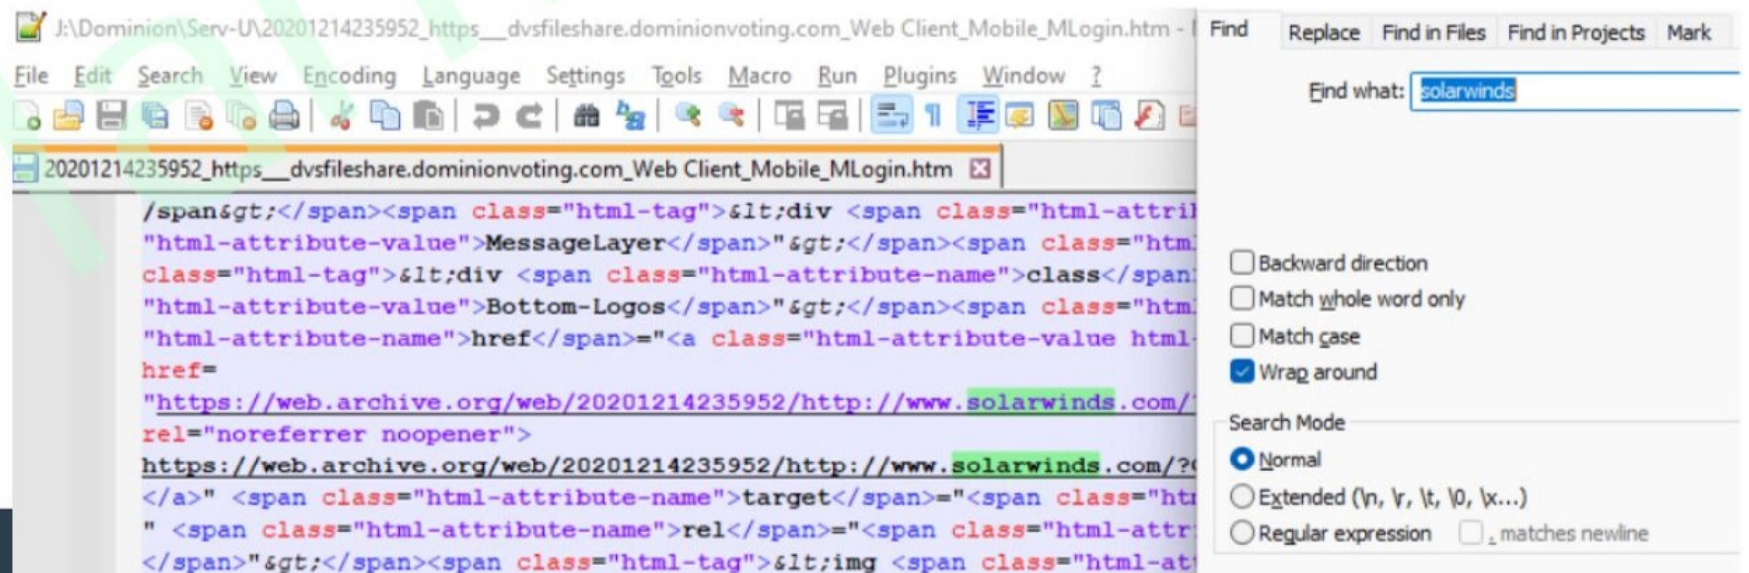 J:\Dominion\Serv-U\20201214235952_https__dvsfileshare.dominionvoting.com_Web Client_Mobile_MLogin.htm -
File Edit Search View Encoding Language Settings Tools Macro Run Plugins Window ?
20201214235952_https__dvsfileshare.dominionvoting.com_Web Client_Mobile_MLogin.htm
/span&gt;</span><span class="html-tag">&lt;div <span class="html-attrib
"html-attribute-value">MessageLayer</span>"&gt;</span><span class="htm
class="html-tag">&lt;div <span class="html-attribute-name">class</span
"html-attribute-value">Bottom-Logos</span>"&gt;</span><span class="htm
"html-attribute-name">href</span>="<a class="html-attribute-value html-
href=
"https://web.archive.org/web/20201214235952/http://www.solarwinds.com/
rel="noreferrer noopener">
https://web.archive.org/web/20201214235952/http://www.solarwinds.com/?
</a>" <span class="html-attribute-name">target</span>="<span class="ht
" <span class="html-attribute-name">rel</span>="<span class="html-attr
</span>"&gt;</span><span class="html-tag">&lt;img <span class="html-at
Find Replace Find in Files Find in Projects Mark
Find what: solarwinds
Backward direction
Match whole word only
Match case
Wrap around
Search Mode
Normal
Extended (\n, \r, \t, \0, \x...)
Regular expression . matches newline